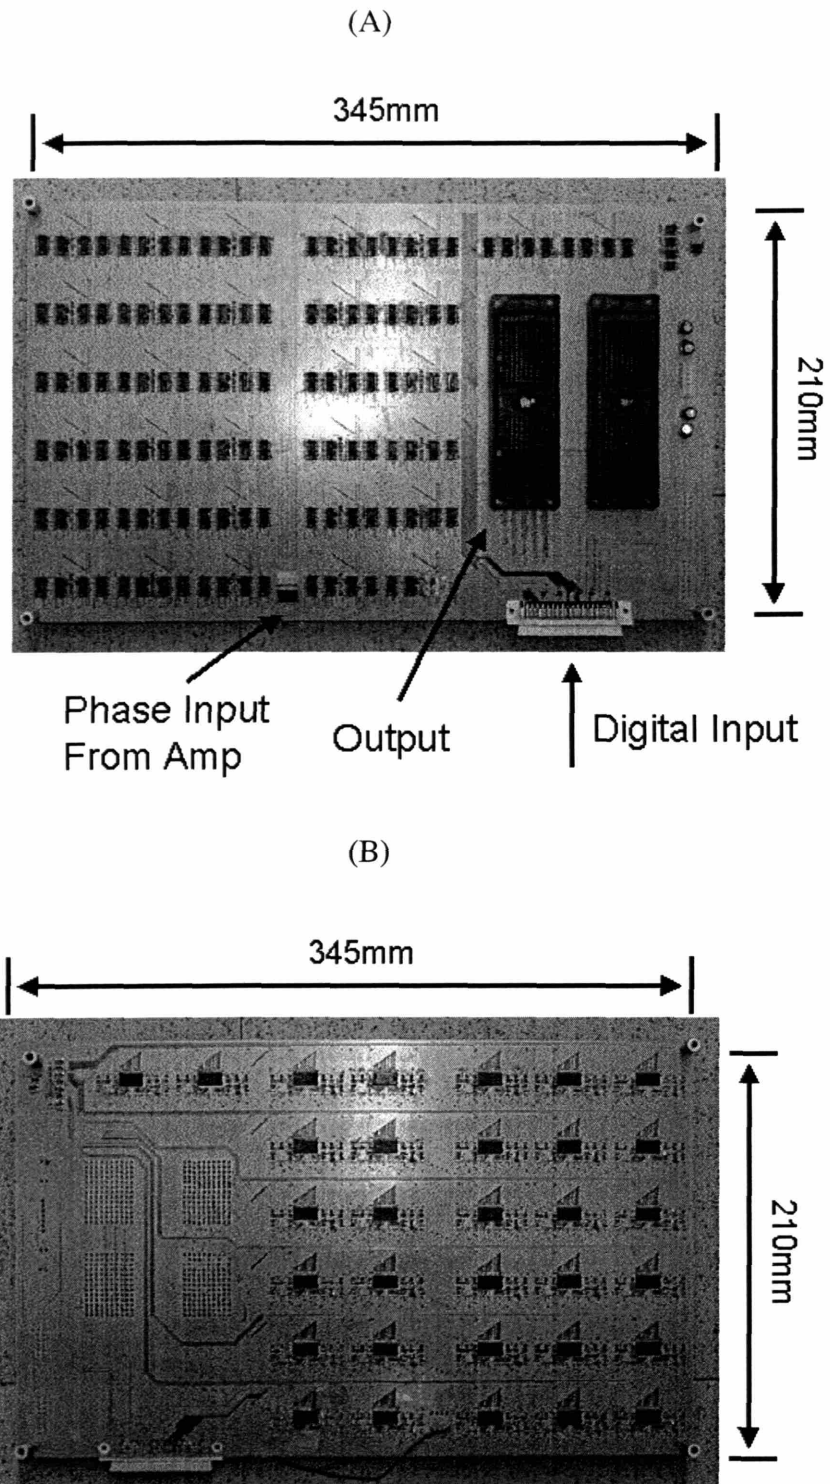 (A)
345mm
210mm
Phase Input
From Amp
Output
Digital Input
(B)
345mm
210mm